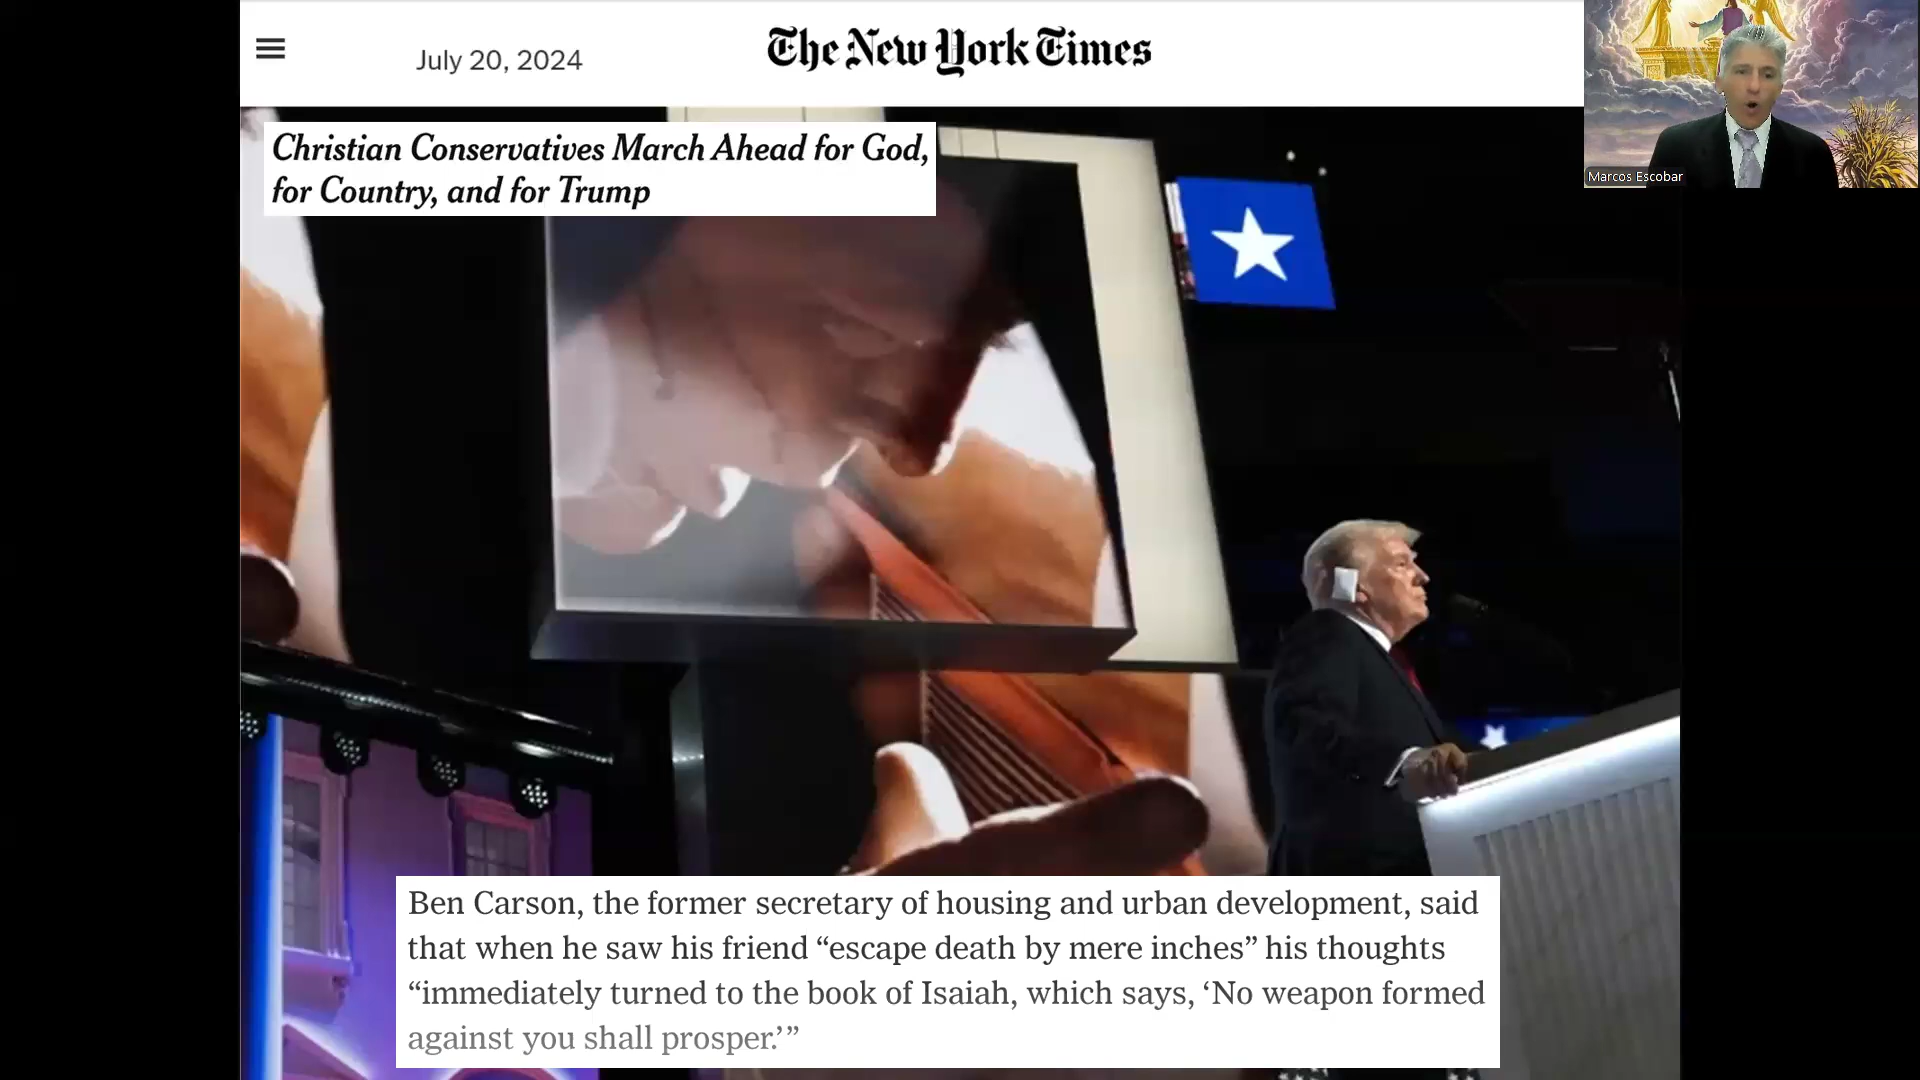 July 20, 2024
The New York Times
Christian Conservatives March Ahead for God,
for Country, and for Trump
Marcos Escobar
Ben Carson, the former secretary of housing and urban development, said
that when he saw his friend “escape death by mere inches” his thoughts
“immediately turned to the book of Isaiah, which says, ‘No weapon formed
against you shall prosper.’”